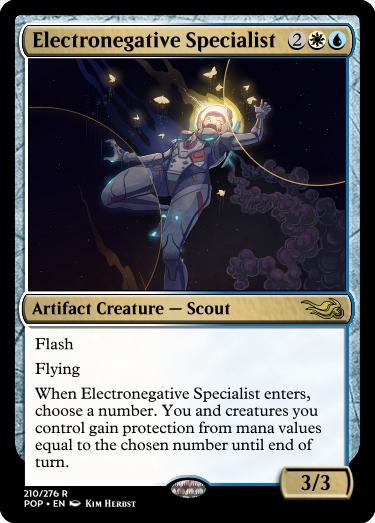 Electronegative Specialist 2
Artifact Creature — Scout
Flash
Flying
When Electronegative Specialist enters,
choose a number. You and creatures you
control gain protection from mana values
equal to the chosen number until end of
turn.
3/3
210/276 R
POP • EN Kim Herbst